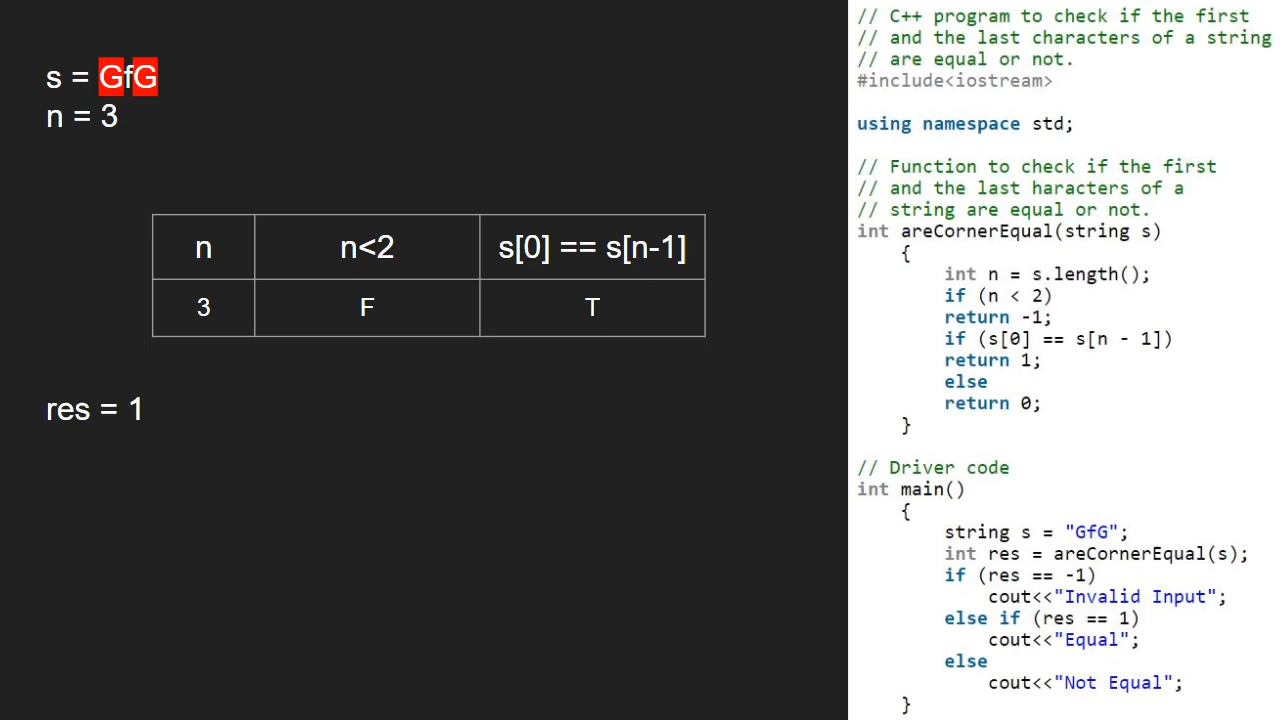 s = GfG
n = 3
n n<2 s[0] == s[n-1]
3 F T
res = 1
// C++ program to check if the first
// and the last characters of a string
// are equal or not.
#include<iostream>
using namespace std;
// Function to check if the first
// and the last haracters of a
// string are equal or not.
int areCornerEqual(string s)
{
int n = s.length();
if (n < 2)
return -1;
if (s[0] == s[n - 1])
return 1;
else
return 0;
}
// Driver code
int main()
{
string s = "GfG";
int res = areCornerEqual(s);
if (res == -1)
cout<<"Invalid Input";
else if (res == 1)
cout<<"Equal";
else
cout<<"Not Equal";
}